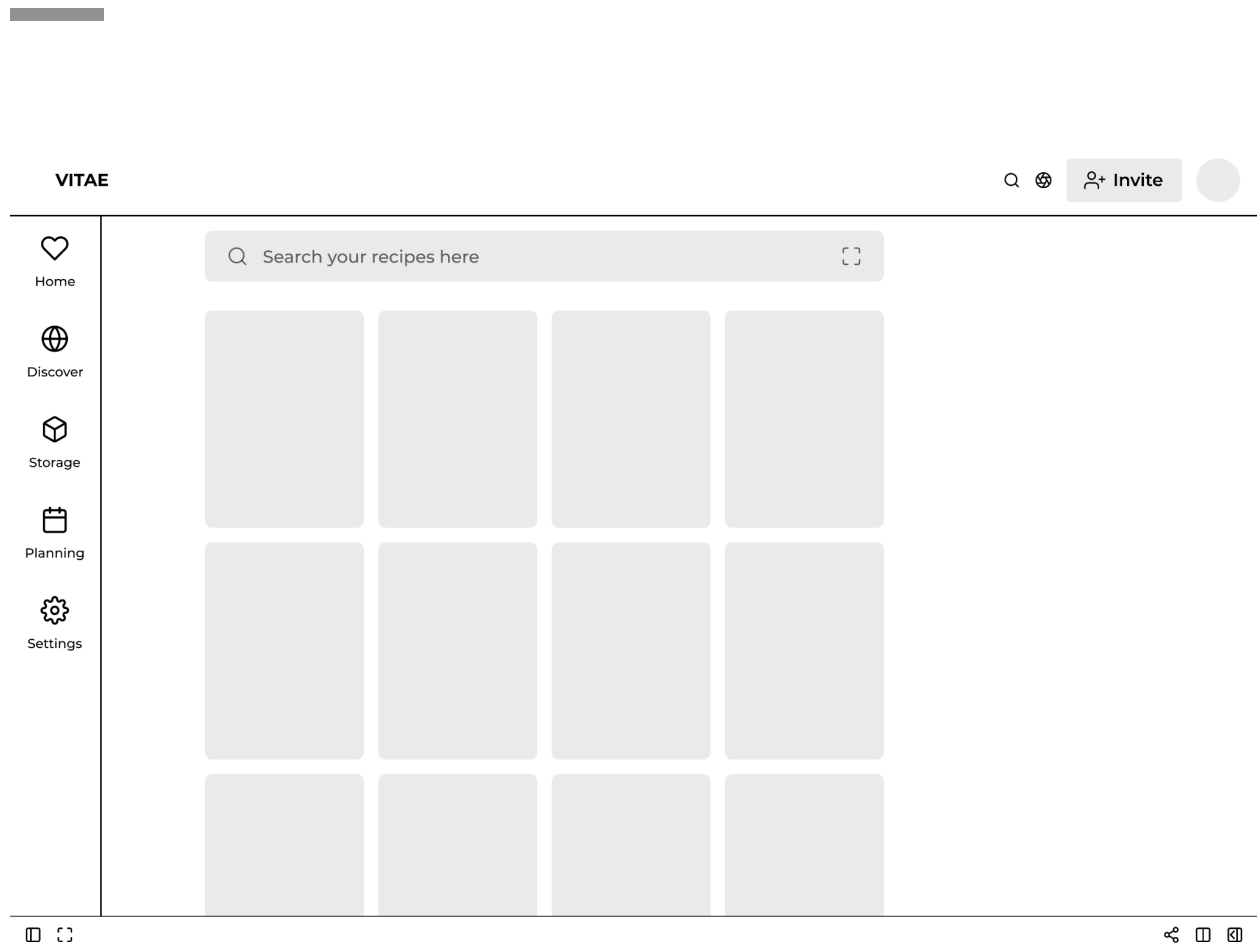 VITAE
Invite
Home
Search your recipes here
Discover
Storage
Planning
Settings